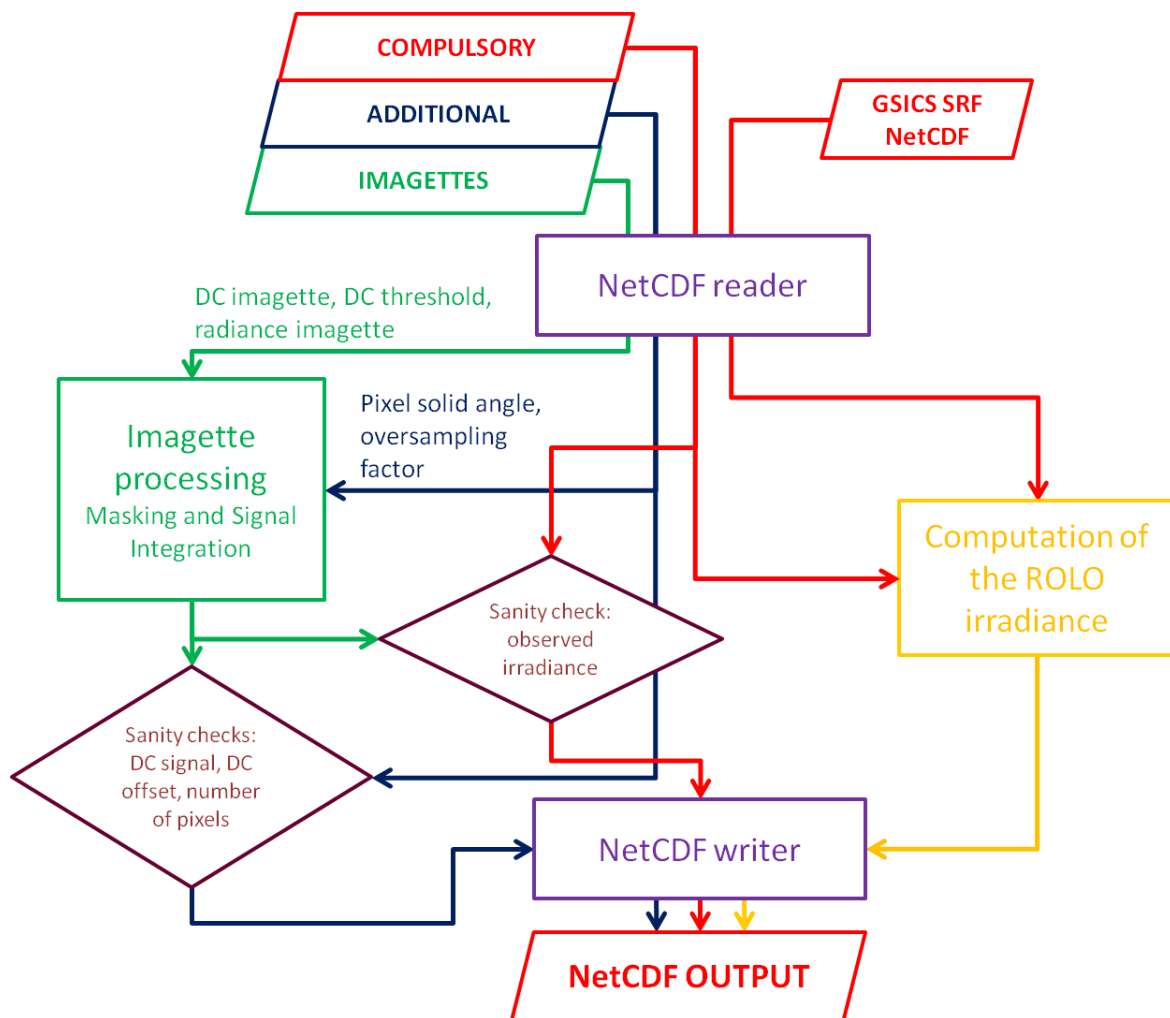 COMPULSORY
ADDITIONAL
IMAGETTES
GSICS SRF
NetCDF
NetCDF reader
DC imagette, DC threshold,
radiance imagette
Pixel solid angle,
oversampling
factor
Imagette
processing
Masking and Signal
Integration
Computation of
the ROLO
irradiance
Sanity check:
observed
irradiance
Sanity checks:
DC signal, DC
offset, number
of pixels
NetCDF writer
NetCDF OUTPUT